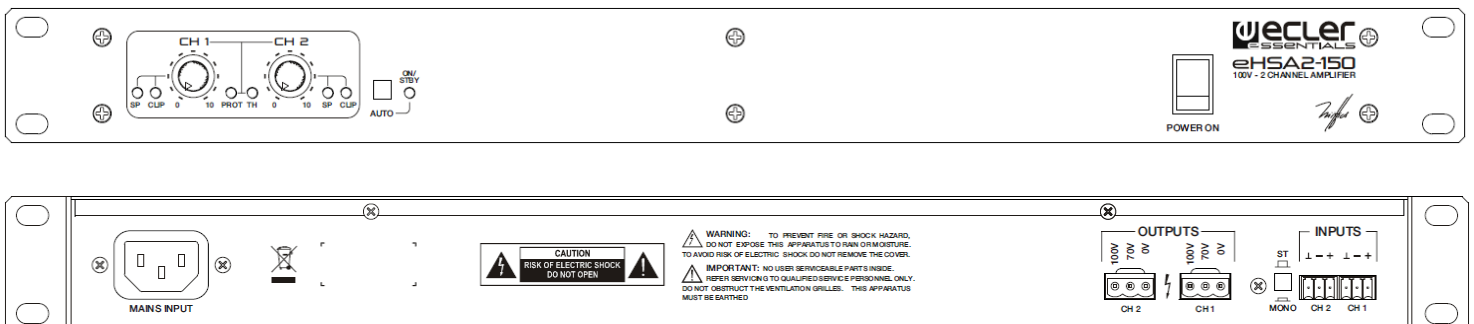 CH 1 CH 2
ecler
ESSENTIALS
eHSA2-150
100V - 2 CHANNEL AMPLIFIER
ON/
STBY
SP CLIP 0 10 PROT TH 0 10 SP CLIP
AUTO
POWER ON
WARNING: TO PREVENT FIRE OR SHOCK HAZARD,
DO NOT EXPOSE THIS APPARATUS TO RAIN OR MOISTURE.
TO AVOID RISK OF ELECTRIC SHOCK DO NOT REMOVE THE COVER.
IMPORTANT: NO USER SERVICEABLE PARTS INSIDE.
REFER SERVICING TO QUALIFIED SERVICE PERSONNEL ONLY.
DO NOT OBSTRUCT THE VENTILATION GRILLES. THIS APPARATUS
MUST BE EARTHED
CAUTION
RISK OF ELECTRIC SHOCK
DO NOT OPEN
MAINS INPUT
OUTPUTS
100V 70V 0V 100V 70V 0V
CH 2 CH 1
INPUTS
ST ⊥ - + ⊥ - +
MONO CH 2 CH 1